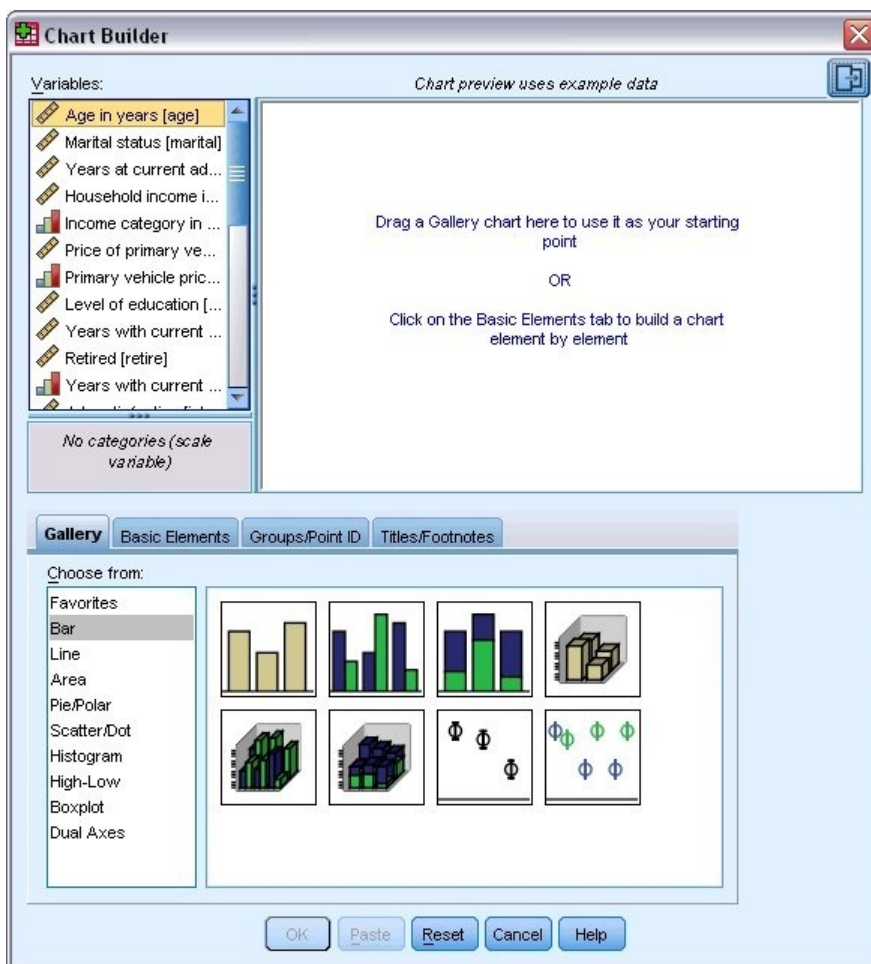 Chart Builder
Variables:
Chart preview uses example data
Age in years [age]
Marital status [marital]
Years at current ad...
Household income i...
Income category in ...
Price of primary ve...
Primary vehicle pric...
Level of education [...
Years with current ...
Retired [retire]
Years with current ...
No categories (scale
variable)
Drag a Gallery chart here to use it as your starting
point
OR
Click on the Basic Elements tab to build a chart
element by element
Gallery
Basic Elements
Groups/Point ID
Titles/Footnotes
Choose from:
Favorites
Bar
Line
Area
Pie/Polar
Scatter/Dot
Histogram
High-Low
Boxplot
Dual Axes
OK
Paste
Reset
Cancel
Help